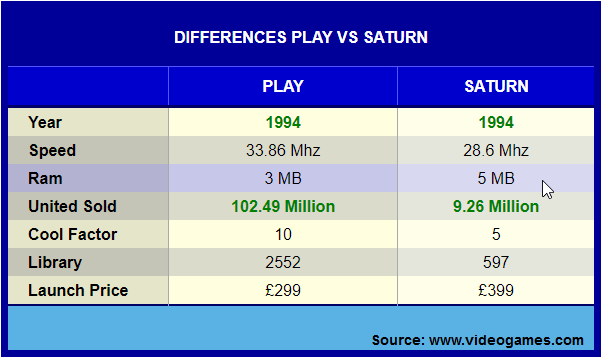 DIFFERENCES PLAY VS SATURN
PLAY SATURN
Year 1994 1994
Speed 33.86 Mhz 28.6 Mhz
Ram 3 MB 5 MB
United Sold 102.49 Million 9.26 Million
Cool Factor 10 5
Library 2552 597
Launch Price £299 £399
Source: www.videogames.com